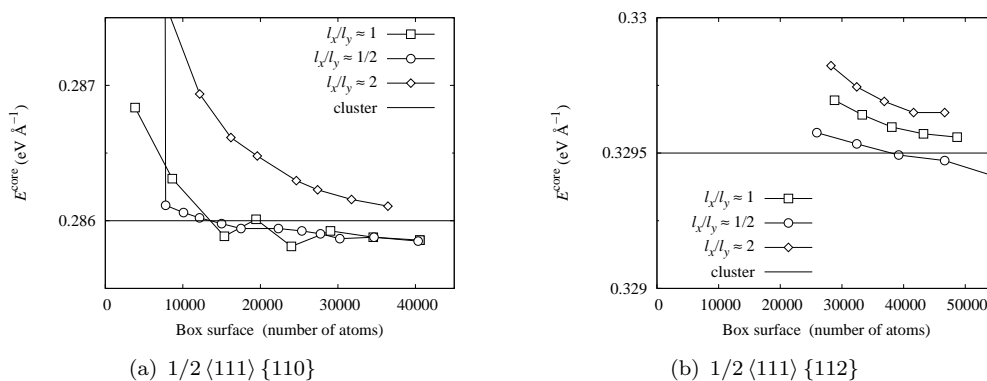 0.287
0.286
E^core (eV Å⁻¹)
l_x/l_y ≈ 1
l_x/l_y ≈ 1/2
l_x/l_y ≈ 2
cluster
0 10000 20000 30000 40000
Box surface (number of atoms)
(a) 1/2 ⟨111⟩ {110}
0.33
0.3295
0.329
E^core (eV Å⁻¹)
l_x/l_y ≈ 1
l_x/l_y ≈ 1/2
l_x/l_y ≈ 2
cluster
0 10000 20000 30000 40000 50000
Box surface (number of atoms)
(b) 1/2 ⟨111⟩ {112}